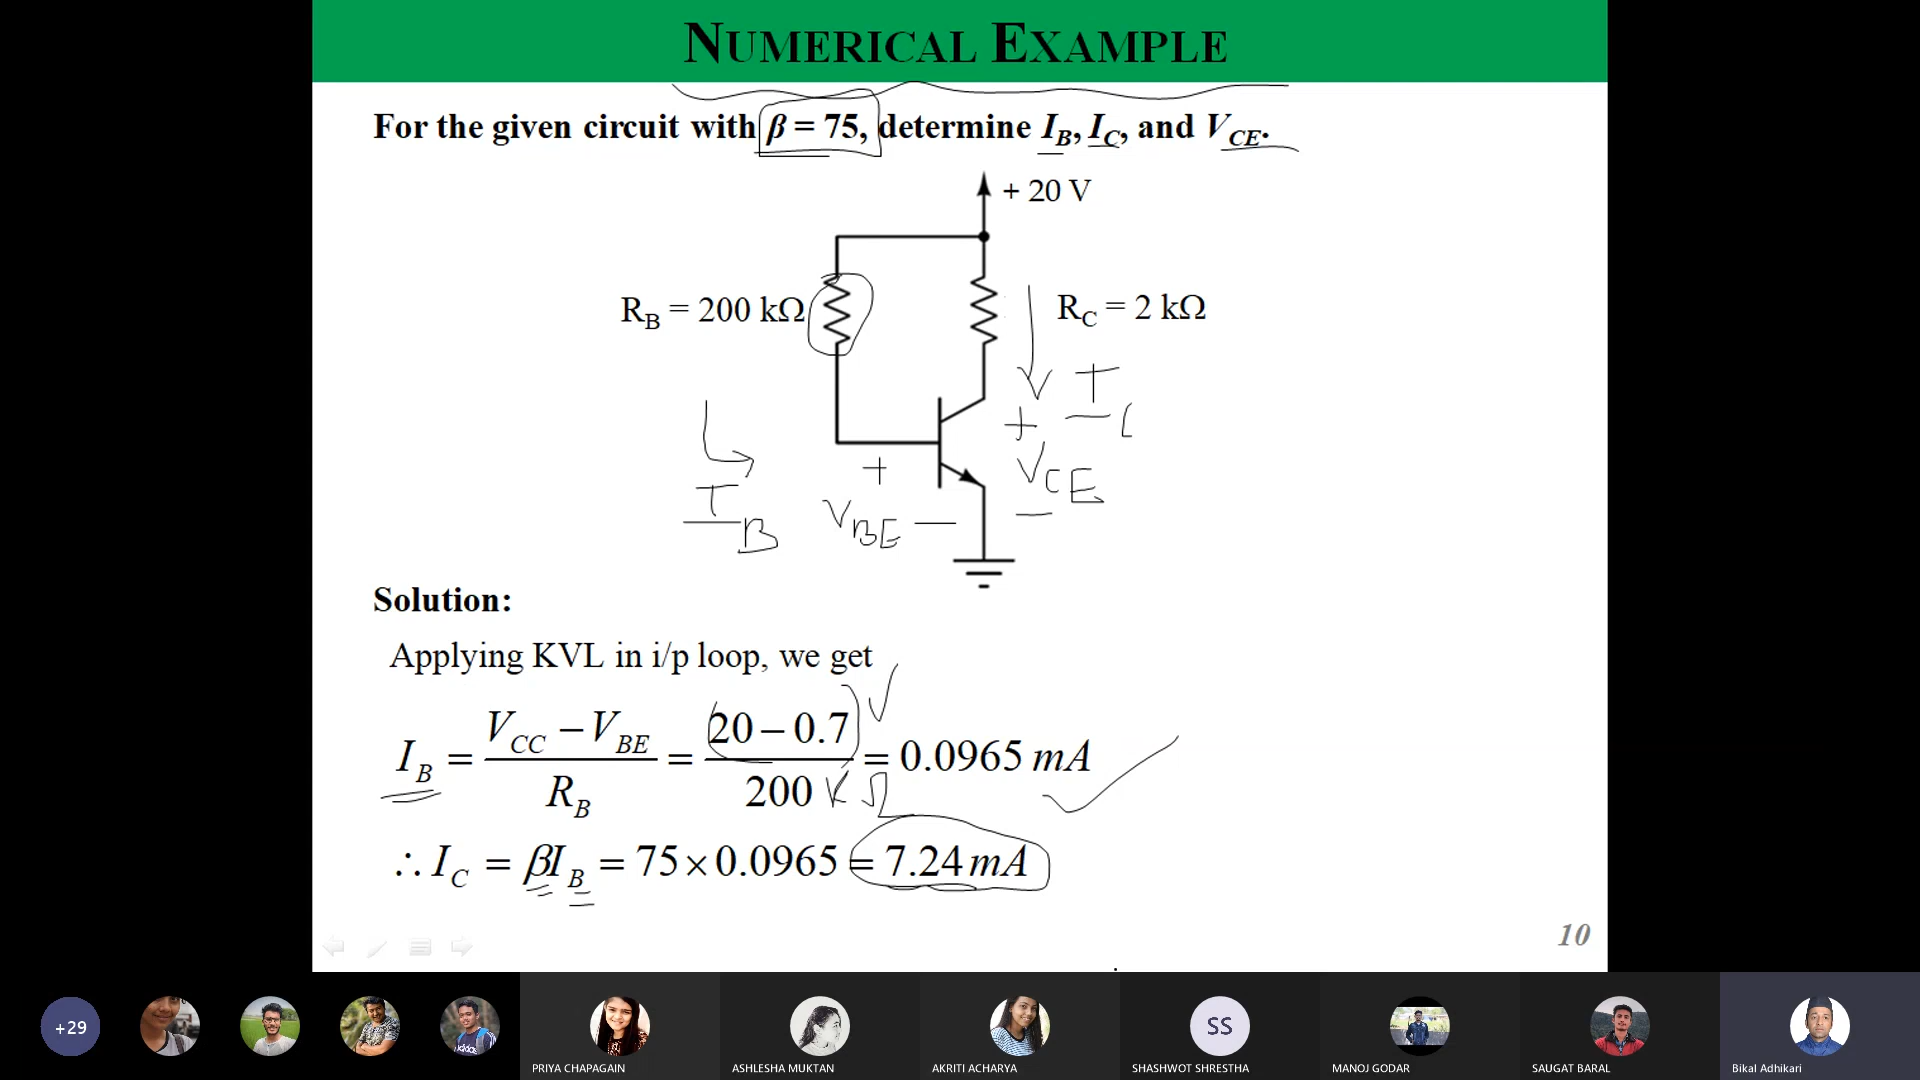 NUMERICAL EXAMPLE
For the given circuit with β = 75, determine I_B, I_C, and V_CE.
+ 20 V
R_B = 200 kΩ
R_C = 2 kΩ
I_C
+
V_CE
I_B
+
V_BE −
Solution:
Applying KVL in i/p loop, we get
I_B = (V_CC − V_BE) / R_B = (20 − 0.7) / 200 KΩ = 0.0965 mA
∴ I_C = βI_B = 75 × 0.0965 = 7.24 mA
10
+29
adidas
PRIYA CHAPAGAIN
ASHLESHA MUKTAN
AKRITI ACHARYA
SS
SHASHWOT SHRESTHA
MANOJ GODAR
SAUGAT BARAL
Bikal Adhikari